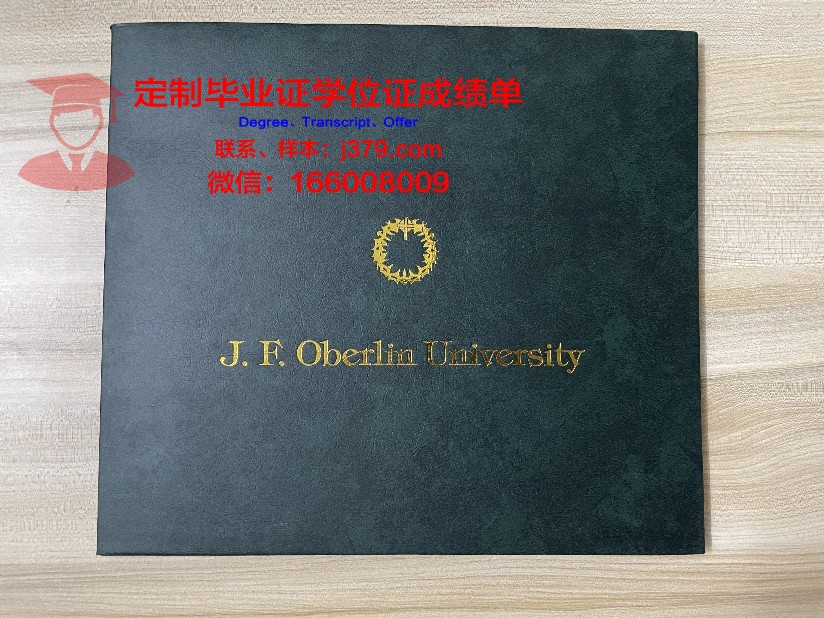 定制毕业证学位证成绩单
Degree、Transcript、Offer
联系、样本：j379.com
微信：166008009
J. F. Oberlin University